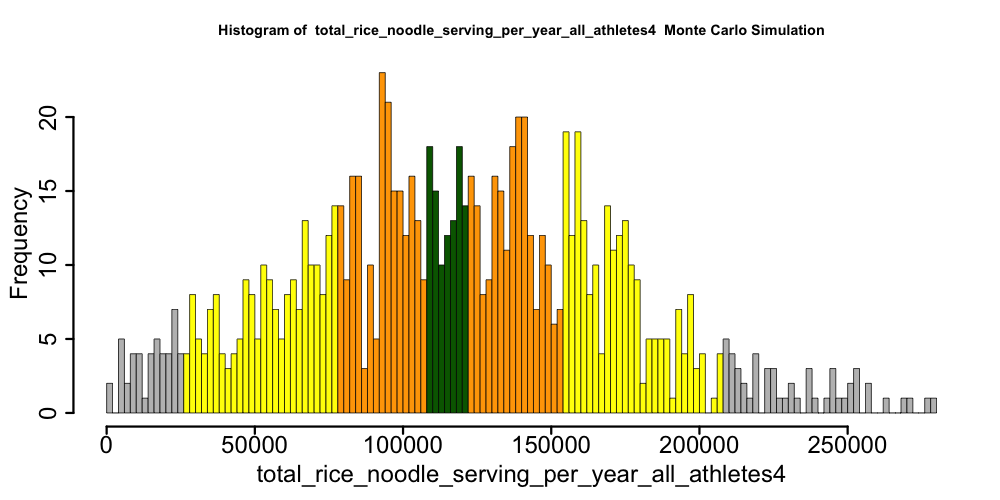 Histogram of  total_rice_noodle_serving_per_year_all_athletes4  Monte Carlo Simulation
Frequency
20
15
10
5
0
0 50000 100000 150000 200000 250000
total_rice_noodle_serving_per_year_all_athletes4